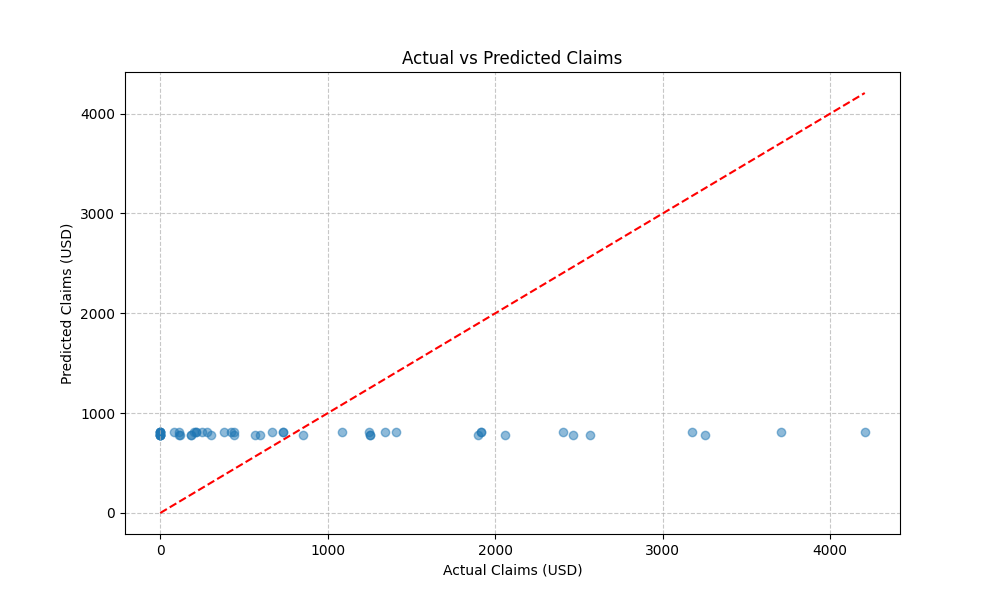 Actual vs Predicted Claims
Predicted Claims (USD)
4000
3000
2000
1000
0
0 1000 2000 3000 4000
Actual Claims (USD)